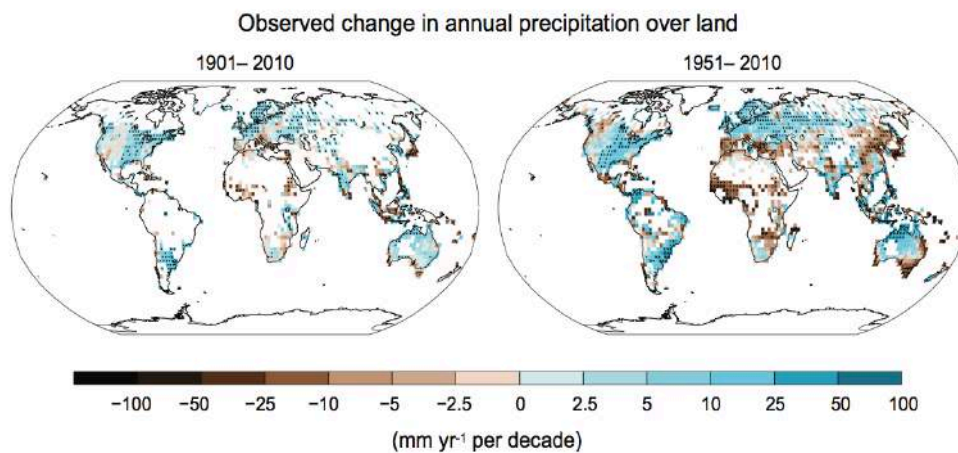 Observed change in annual precipitation over land
1901– 2010
1951– 2010
−100 −50 −25 −10 −5 −2.5 0 2.5 5 10 25 50 100
(mm yr⁻¹ per decade)